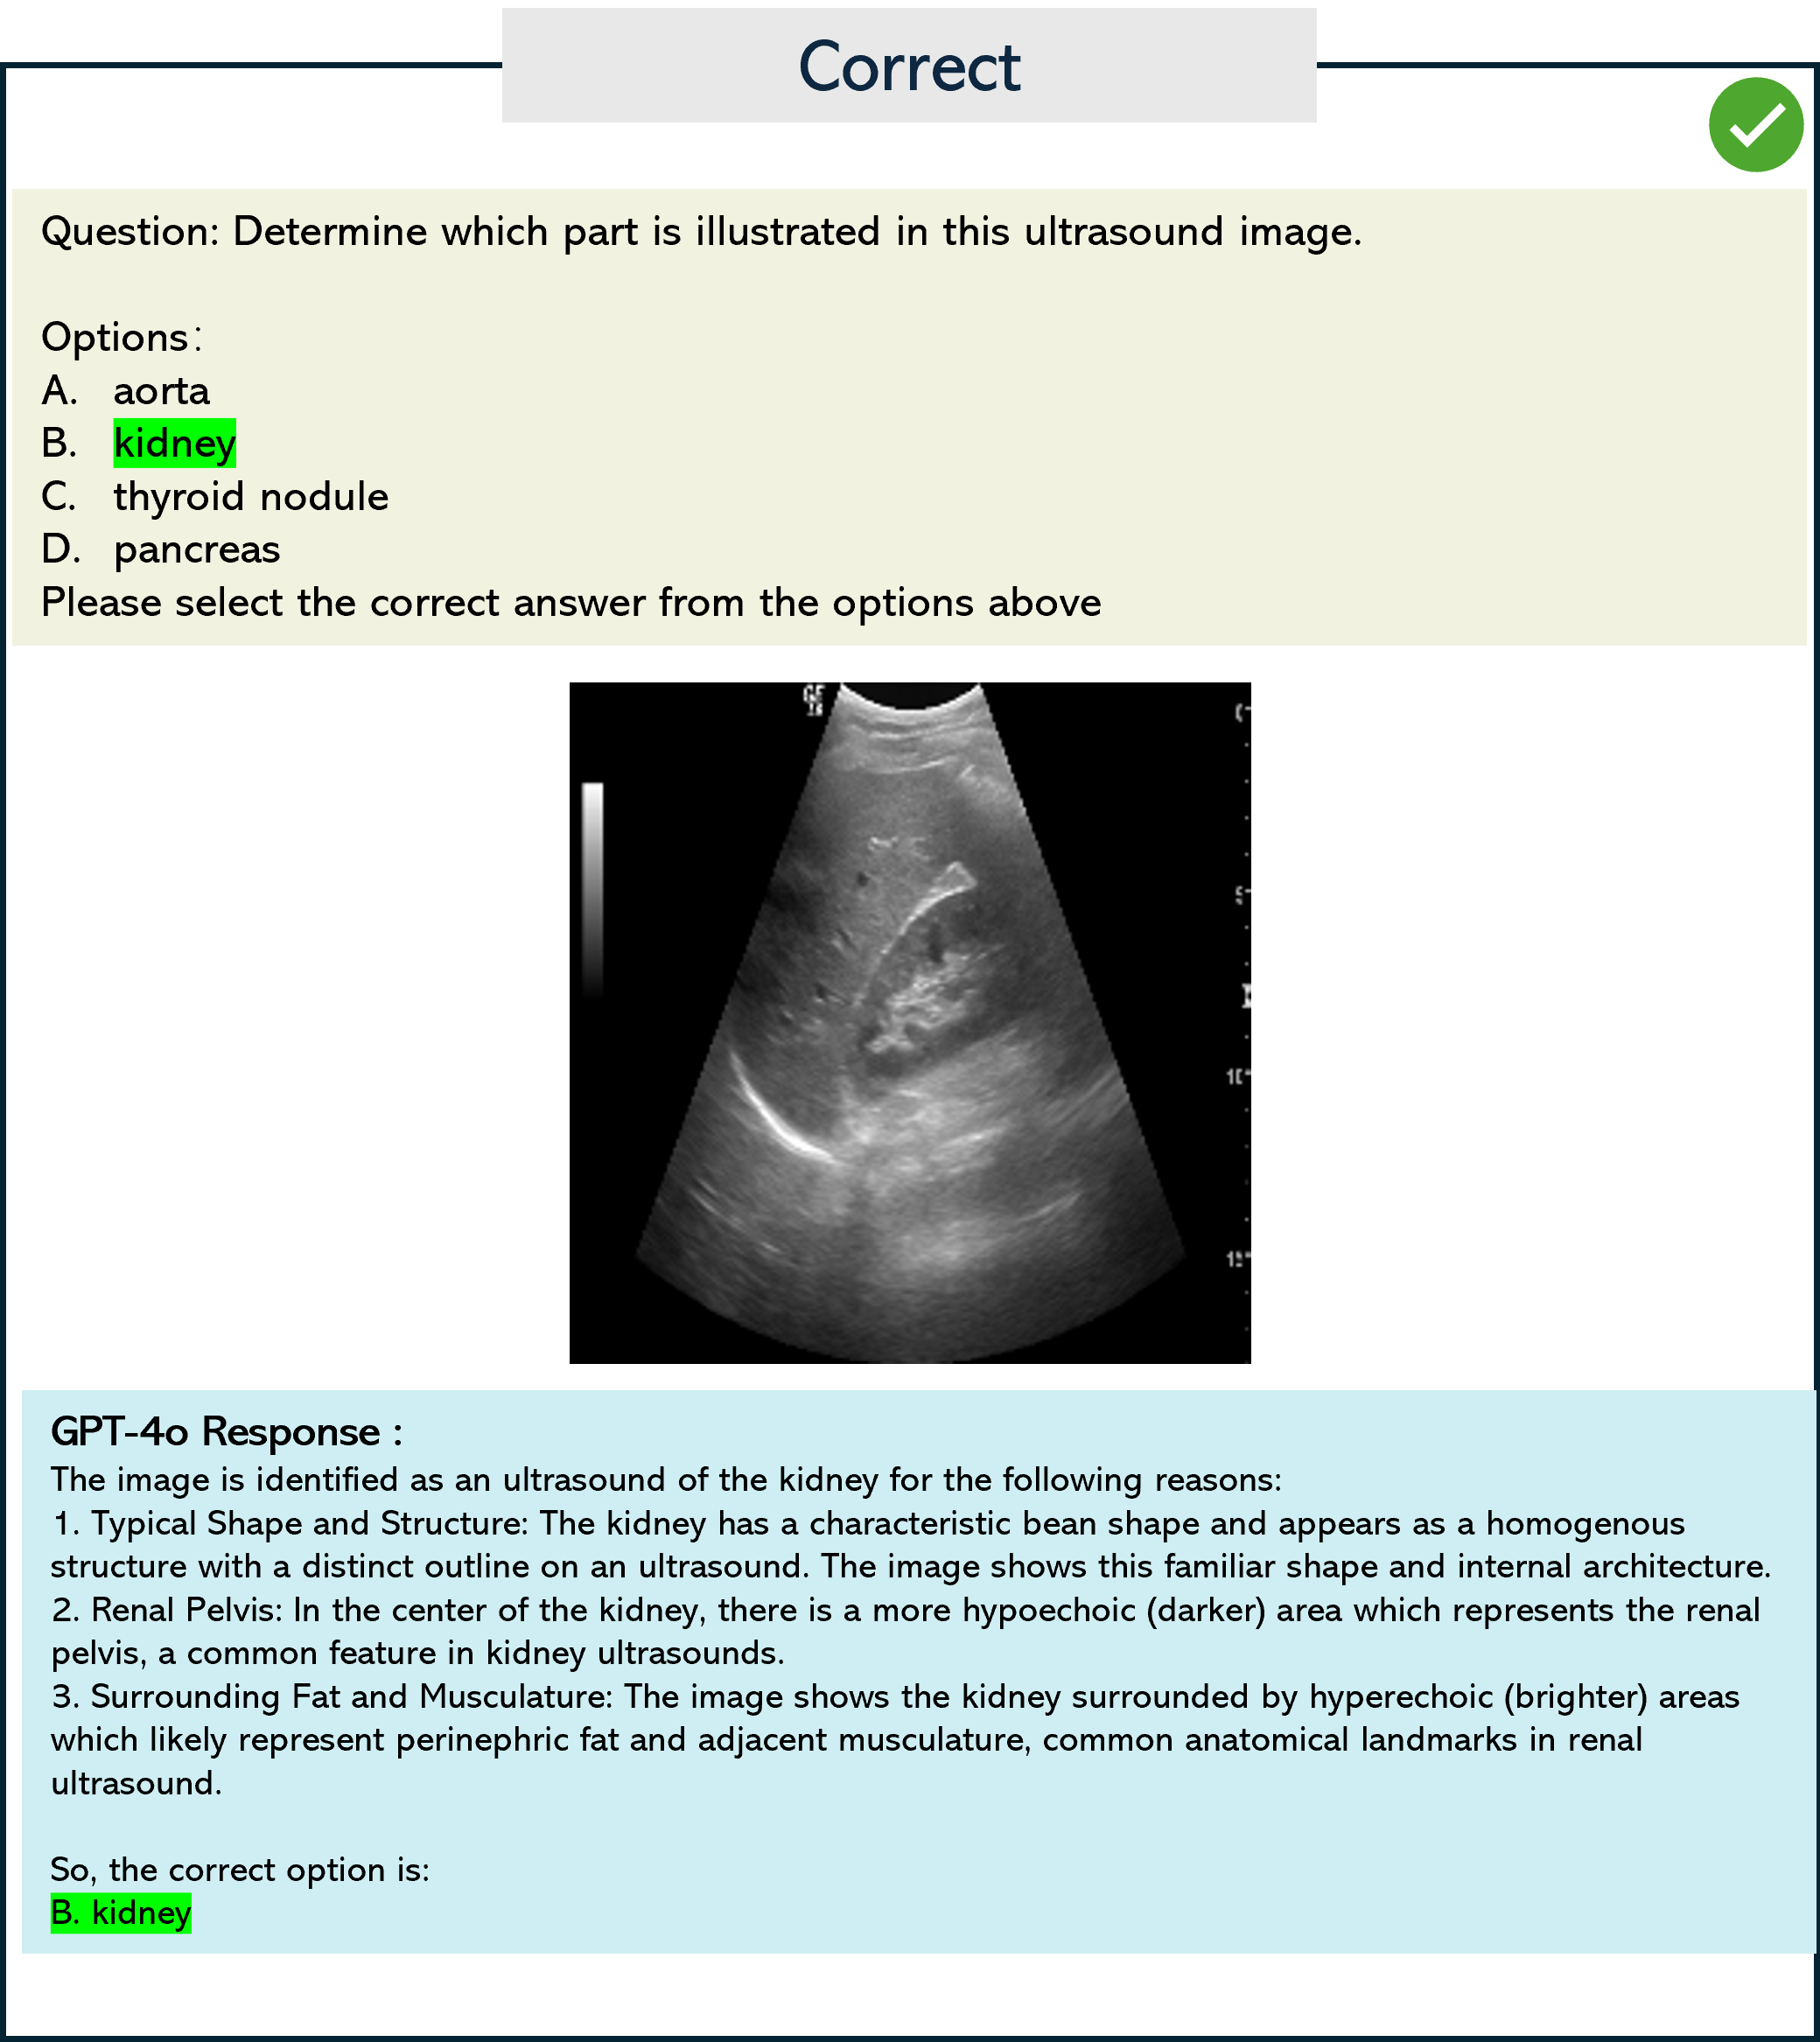 Correct
Question: Determine which part is illustrated in this ultrasound image.
Options:
A. aorta
B. kidney
C. thyroid nodule
D. pancreas
Please select the correct answer from the options above
GPT-4o Response :
The image is identified as an ultrasound of the kidney for the following reasons:
1. Typical Shape and Structure: The kidney has a characteristic bean shape and appears as a homogenous
structure with a distinct outline on an ultrasound. The image shows this familiar shape and internal architecture.
2. Renal Pelvis: In the center of the kidney, there is a more hypoechoic (darker) area which represents the renal
pelvis, a common feature in kidney ultrasounds.
3. Surrounding Fat and Musculature: The image shows the kidney surrounded by hyperechoic (brighter) areas
which likely represent perinephric fat and adjacent musculature, common anatomical landmarks in renal
ultrasound.
So, the correct option is:
B. kidney